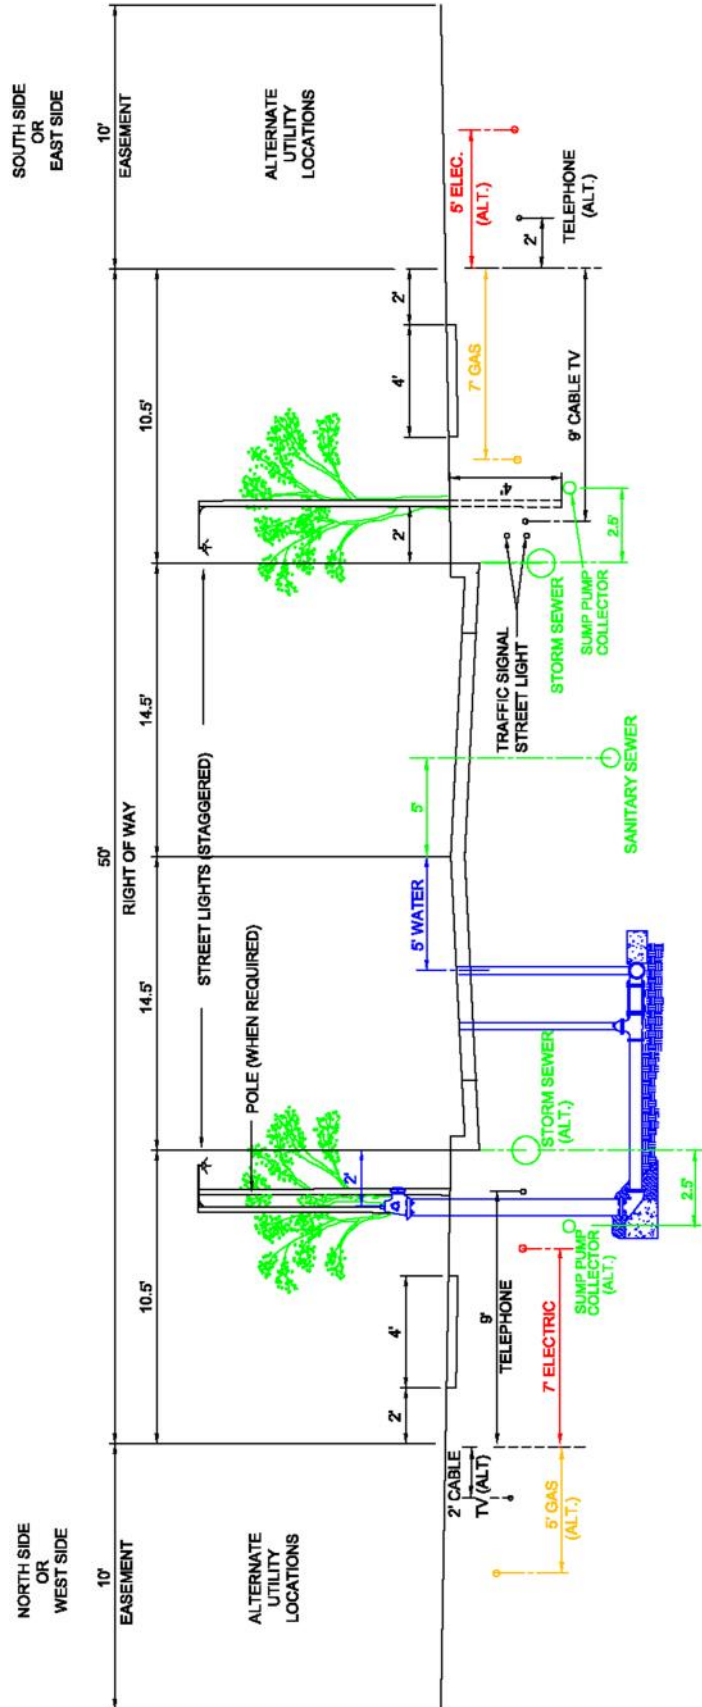 NORTH SIDE
OR
WEST SIDE
SOUTH SIDE
OR
EAST SIDE
10'
EASEMENT
50'
RIGHT OF WAY
10'
EASEMENT
10.5'
14.5'
14.5'
10.5'
STREET LIGHTS (STAGGERED)
POLE (WHEN REQUIRED)
ALTERNATE
UTILITY
LOCATIONS
ALTERNATE
UTILITY
LOCATIONS
2'
4'
2'
5' WATER
5'
2'
4'
2'
2' CABLE
TV (ALT)
5' GAS
(ALT.)
9'
TELEPHONE
7' ELECTRIC
SUMP PUMP
COLLECTOR
(ALT.)
2.5'
STORM SEWER
(ALT.)
SANITARY SEWER
TRAFFIC SIGNAL
STREET LIGHT
STORM SEWER
SUMP PUMP
COLLECTOR
2.5'
4'
7' GAS
9' CABLE TV
5' ELEC.
(ALT.)
2'
TELEPHONE
(ALT.)